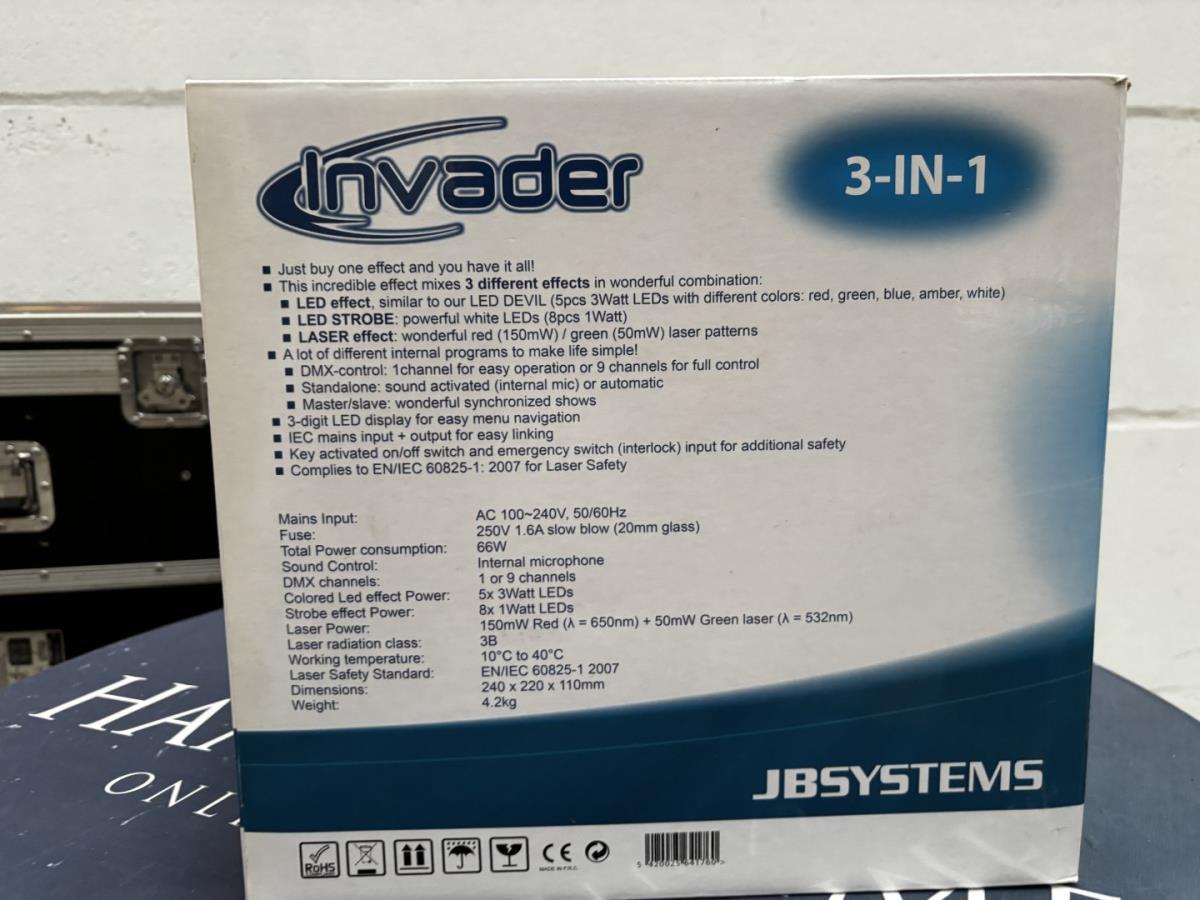 Invader
3-IN-1
Just buy one effect and you have it all!
This incredible effect mixes 3 different effects in wonderful combination:
LED effect, similar to our LED DEVIL (5pcs 3Watt LEDs with different colors: red, green, blue, amber, white)
LED STROBE: powerful white LEDs (8pcs 1Watt)
LASER effect: wonderful red (150mW) / green (50mW) laser patterns
A lot of different internal programs to make life simple!
DMX-control: 1channel for easy operation or 9 channels for full control
Standalone: sound activated (internal mic) or automatic
Master/slave: wonderful synchronized shows
3-digit LED display for easy menu navigation
IEC mains input + output for easy linking
Key activated on/off switch and emergency switch (interlock) input for additional safety
Complies to EN/IEC 60825-1: 2007 for Laser Safety
Mains Input: AC 100~240V, 50/60Hz
Fuse: 250V 1.6A slow blow (20mm glass)
Total Power consumption: 66W
Sound Control: Internal microphone
DMX channels: 1 or 9 channels
Colored Led effect Power: 5x 3Watt LEDs
Strobe effect Power: 8x 1Watt LEDs
Laser Power: 150mW Red (λ = 650nm) + 50mW Green laser (λ = 532nm)
Laser radiation class: 3B
Working temperature: 10°C to 40°C
Laser Safety Standard: EN/IEC 60825-1 2007
Dimensions: 240 x 220 x 110mm
Weight: 4.2kg
JBSYSTEMS
RoHS
CE
MADE IN P.R.C.
5 420025 641760 >
HA
ONLI